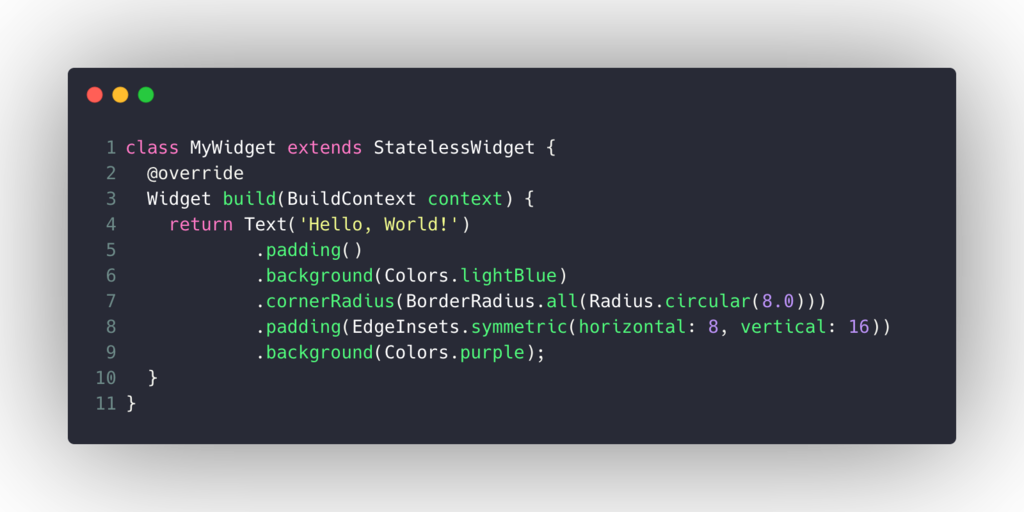 1 class MyWidget extends StatelessWidget {
2   @override
3   Widget build(BuildContext context) {
4     return Text('Hello, World!')
5             .padding()
6             .background(Colors.lightBlue)
7             .cornerRadius(BorderRadius.all(Radius.circular(8.0)))
8             .padding(EdgeInsets.symmetric(horizontal: 8, vertical: 16))
9             .background(Colors.purple);
10   }
11 }